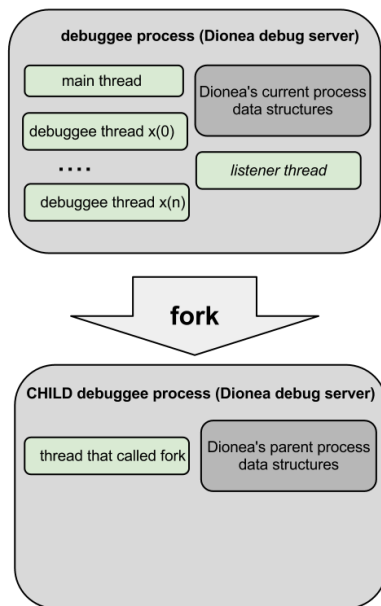 debuggee process (Dionea debug server)
main thread
Dionea's current process
data structures
debuggee thread x(0)
....
listener thread
debuggee thread x(n)
fork
CHILD debuggee process (Dionea debug server)
thread that called fork
Dionea's parent process
data structures